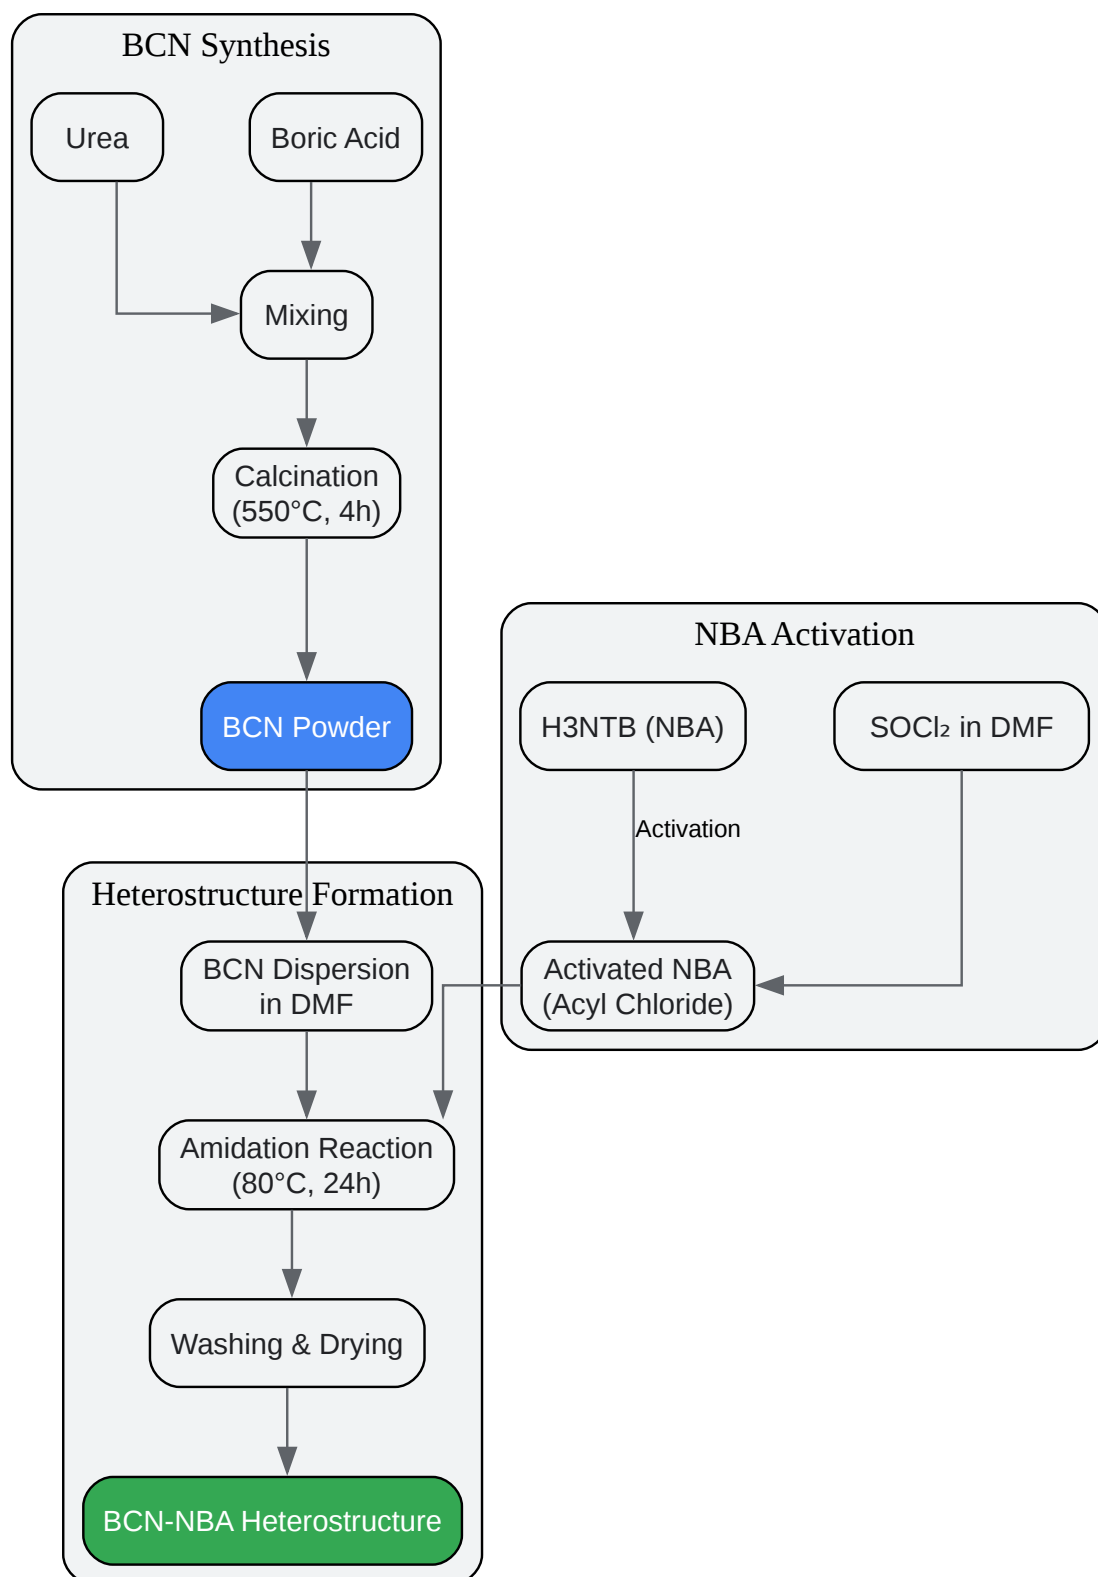 BCN Synthesis
Urea
Boric Acid
Mixing
Calcination
(550°C, 4h)
BCN Powder
NBA Activation
H3NTB (NBA)
SOCl₂ in DMF
Activation
Activated NBA
(Acyl Chloride)
Heterostructure Formation
BCN Dispersion
in DMF
Amidation Reaction
(80°C, 24h)
Washing & Drying
BCN-NBA Heterostructure